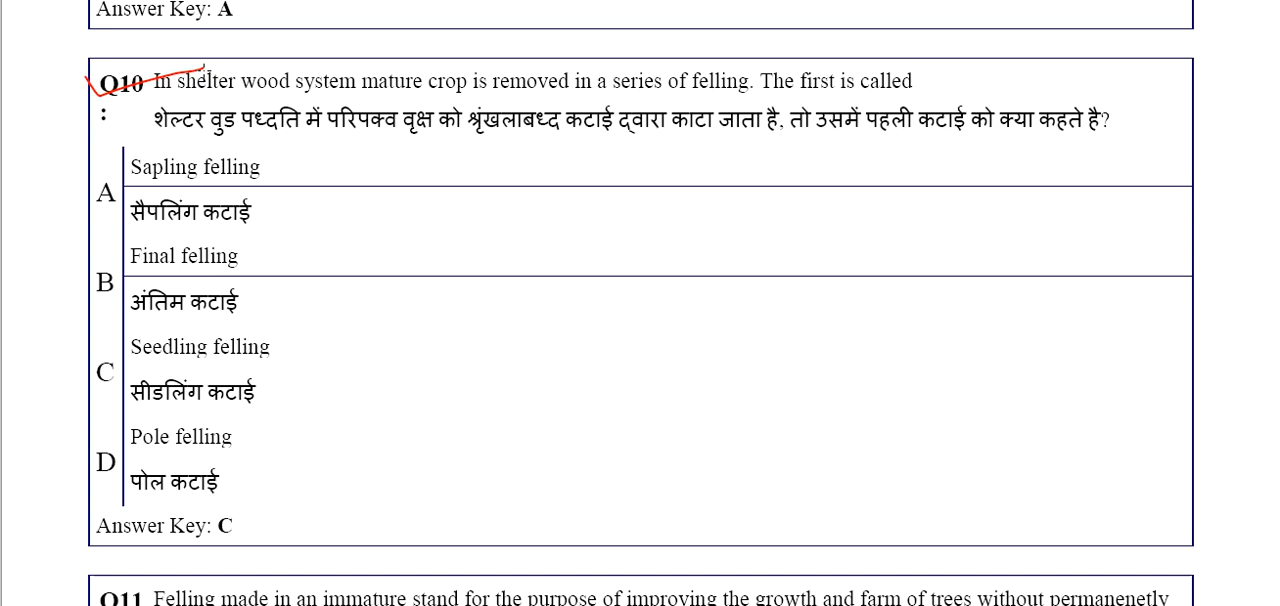 Answer Key: A
Q10 In shelter wood system mature crop is removed in a series of felling. The first is called
: शेल्टर वुड पध्दति में परिपक्व वृक्ष को श्रृंखलाबध्द कटाई द्वारा काटा जाता है, तो उसमें पहली कटाई को क्या कहते है?
A
Sapling felling
सैपलिंग कटाई
B
Final felling
अंतिम कटाई
C
Seedling felling
सीडलिंग कटाई
D
Pole felling
पोल कटाई
Answer Key: C
Q11 Felling made in an immature stand for the purpose of improving the growth and farm of trees without permanenetly